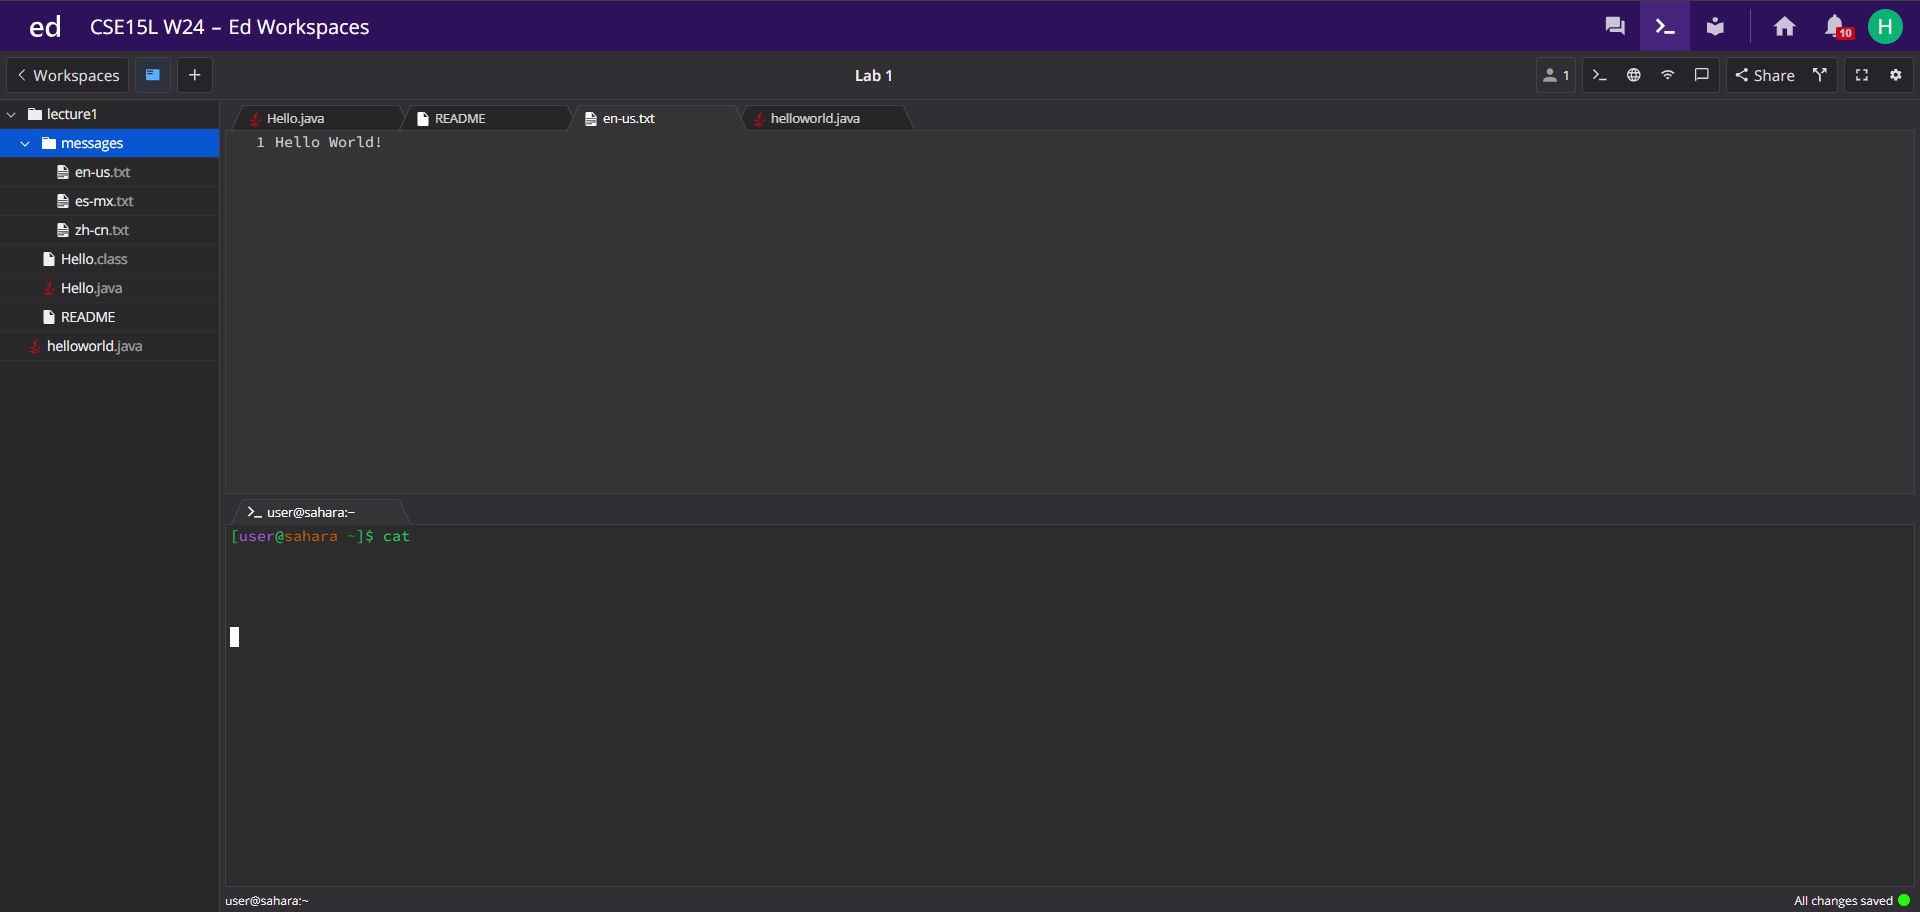 ed CSE15L W24 – Ed Workspaces 10 H
Workspaces + Lab 1 1 Share
lecture1
messages
en-us.txt
es-mx.txt
zh-cn.txt
Hello.class
Hello.java
README
helloworld.java
Hello.java README en-us.txt helloworld.java
1 Hello World!
user@sahara:~
[user@sahara ~]$ cat
user@sahara:~ All changes saved